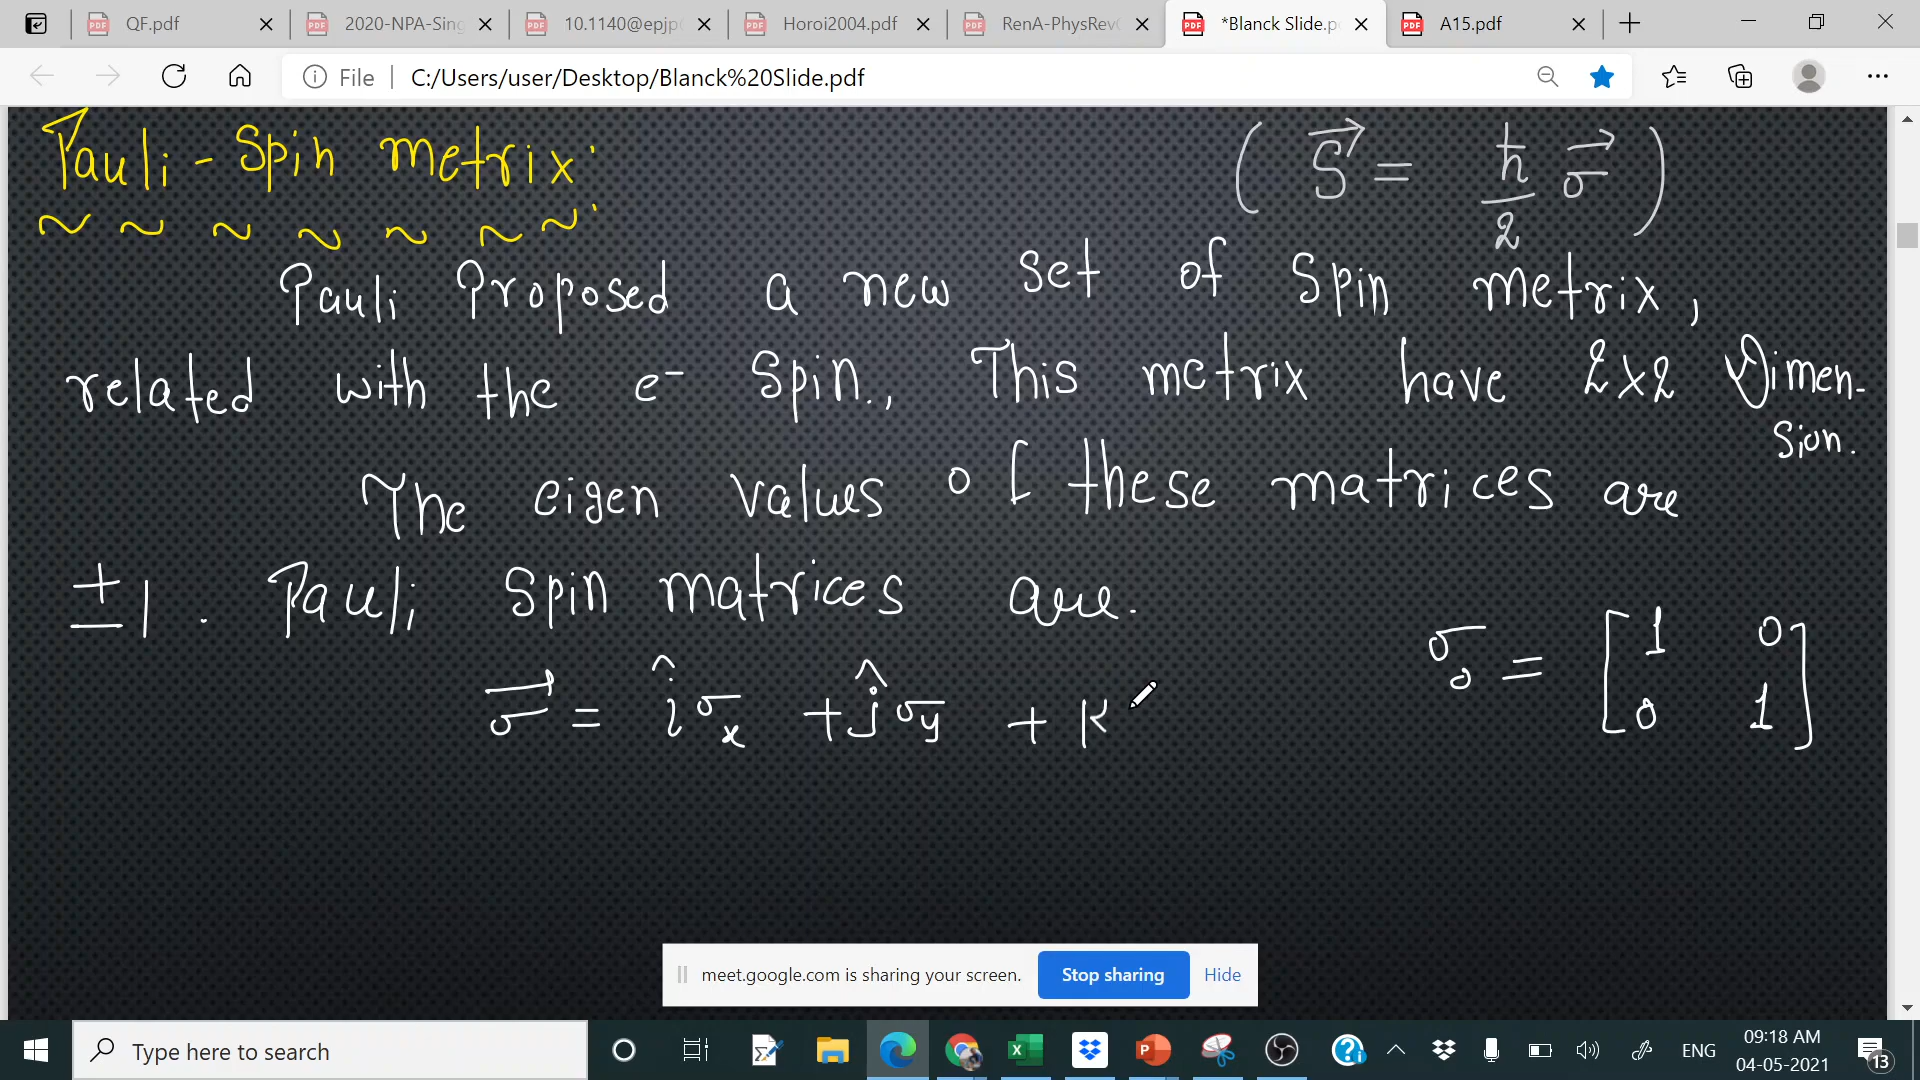 QF.pdf
2020-NPA-Sing
10.1140@epjp
Horoi2004.pdf
RenA-PhysRev
*Blanck Slide.p
A15.pdf
File
C:/Users/user/Desktop/Blanck%20Slide.pdf
Pauli - Spin metrix:
( S⃗ = ħ/2 σ⃗ )
Pauli Proposed a new set of Spin metrix,
related with the e⁻ Spin., This metrix have 2x2 Dimen-
sion.
The eigen values of these matrices are
±1. Pauli Spin matrices are.
σ⃗ = îσx + ĵσy + K
σ₀ = [1 0
0 1]
meet.google.com is sharing your screen. Stop sharing Hide
Type here to search
ENG
09:18 AM
04-05-2021
13